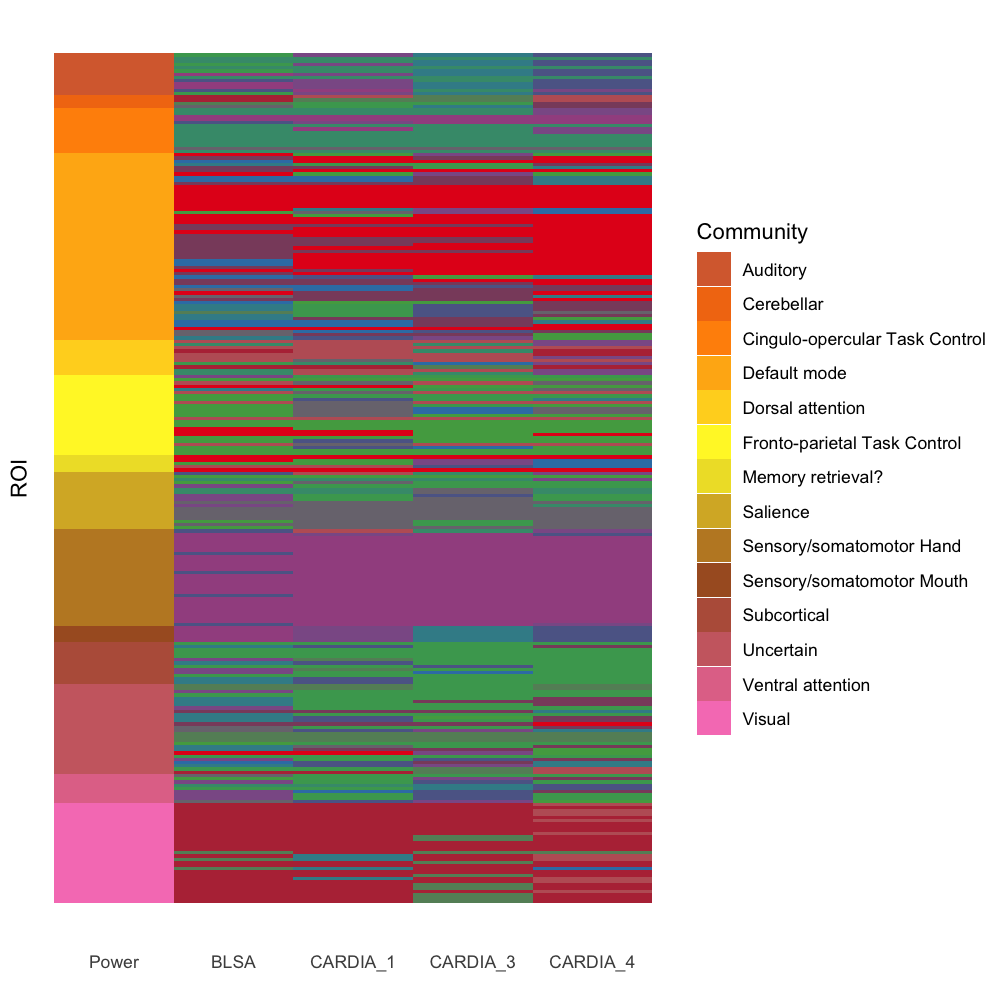 Community
Auditory
Cerebellar
Cingulo-opercular Task Control
Default mode
Dorsal attention
Fronto-parietal Task Control
Memory retrieval?
Salience
Sensory/somatomotor Hand
Sensory/somatomotor Mouth
Subcortical
Uncertain
Ventral attention
Visual
ROI
Power BLSA CARDIA_1 CARDIA_3 CARDIA_4